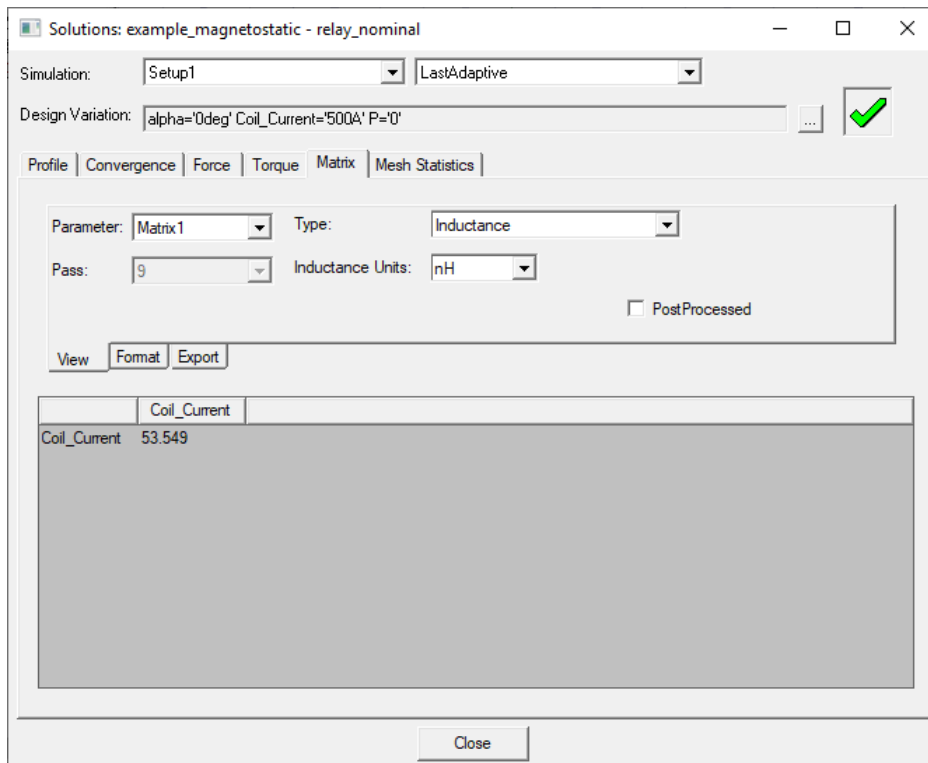 Solutions: example_magnetostatic - relay_nominal
Simulation: Setup1 LastAdaptive
Design Variation: alpha='0deg' Coil_Current='500A' P='0' ...
Profile Convergence Force Torque Matrix Mesh Statistics
Parameter: Matrix1 Type: Inductance
Pass: 9 Inductance Units: nH
PostProcessed
View Format Export
Coil_Current
Coil_Current 53.549
Close